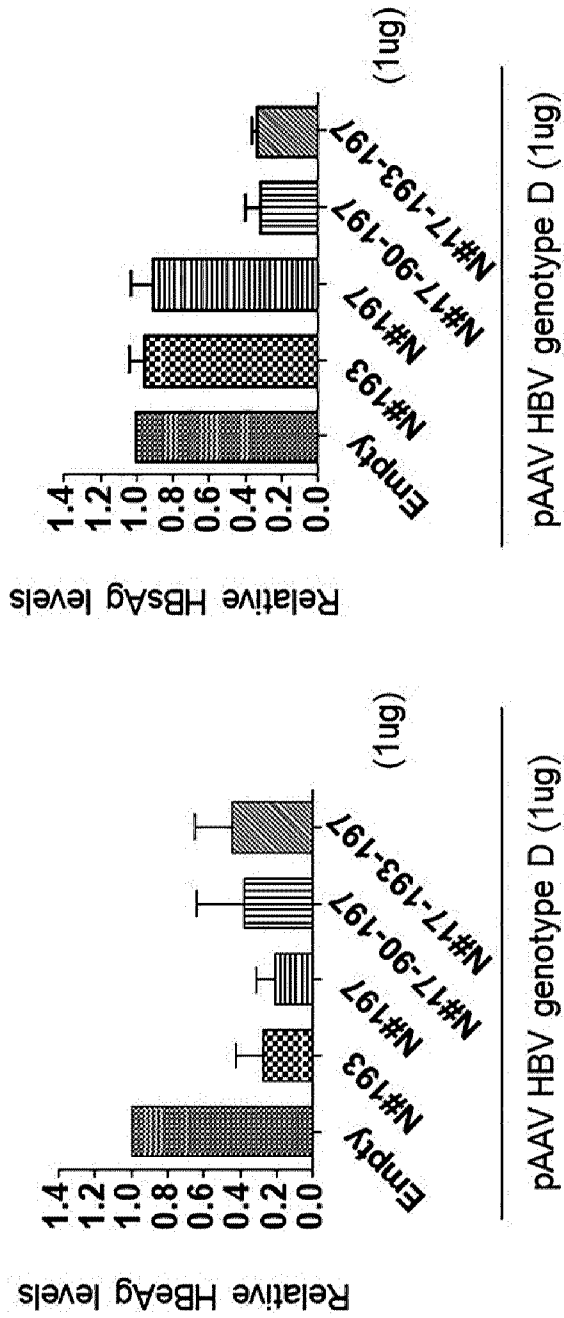 Relative HBeAg levels
1.4
1.2
1.0
0.8
0.6
0.4
0.2
0.0
Empty
N#193
N#197
N#17-90-197
N#17-193-197
(1ug)
pAAV HBV genotype D (1ug)
Relative HBsAg levels
1.4
1.2
1.0
0.8
0.6
0.4
0.2
0.0
Empty
N#193
N#197
N#17-90-197
N#17-193-197
(1ug)
pAAV HBV genotype D (1ug)